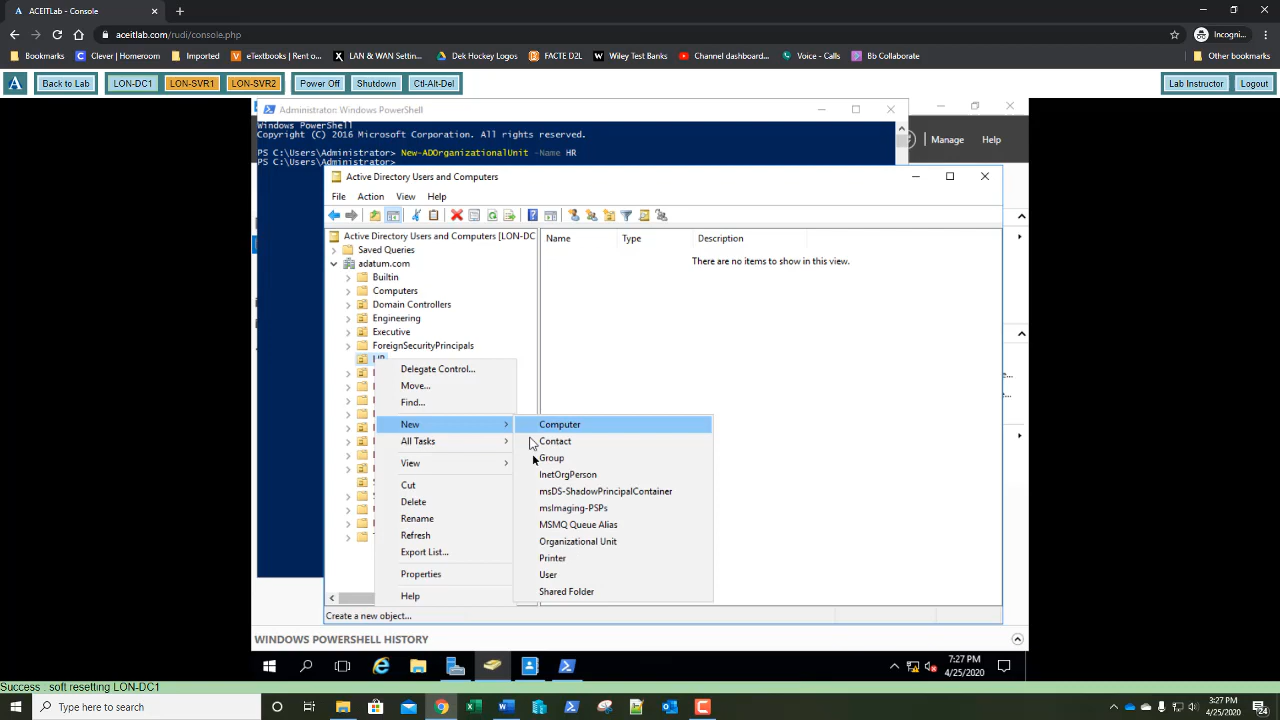 ACEITLab - Console
aceitlab.com/rudi/console.php
Incogni...
Bookmarks
Clever | Homeroom
Imported
eTextbooks | Rent o...
LAN & WAN Testing...
Dek Hockey Logos
FACTE D2L
Wiley Test Bank
Channel dashboard...
Voice - Calls
Bb Collaborate
Other bookmarks
A
Back to Lab
LON-DC1
LON-SVR1
LON-SVR2
Power Off
Shutdown
Ctl-Alt-Del
Lab Instructor
Logout
Administrator: Windows PowerShell
Windows PowerShell
Copyright (C) 2016 Microsoft Corporation. All rights reserved.
PS C:\Users\Administrator> New-ADOrganizationalUnit -Name HR
PS C:\Users\Administrator>
Manage
Help
Active Directory Users and Computers
File
Action
View
Help
Active Directory Users and Computers [LON-DC
Saved Queries
adatum.com
Builtin
Computers
Domain Controllers
Engineering
Executive
ForeignSecurityPrincipals
HR
Name
Type
Description
There are no items to show in this view.
Delegate Control...
Move...
Find...
New
All Tasks
View
Cut
Delete
Rename
Refresh
Export List...
Properties
Help
Computer
Contact
Group
InetOrgPerson
msDS-ShadowPrincipalContainer
msImaging-PSPs
MSMQ Queue Alias
Organizational Unit
Printer
User
Shared Folder
Create a new object...
WINDOWS POWERSHELL HISTORY
7:27 PM
4/25/2020
Success : soft resetting LON-DC1
Type here to search
3:27 PM
4/25/2020